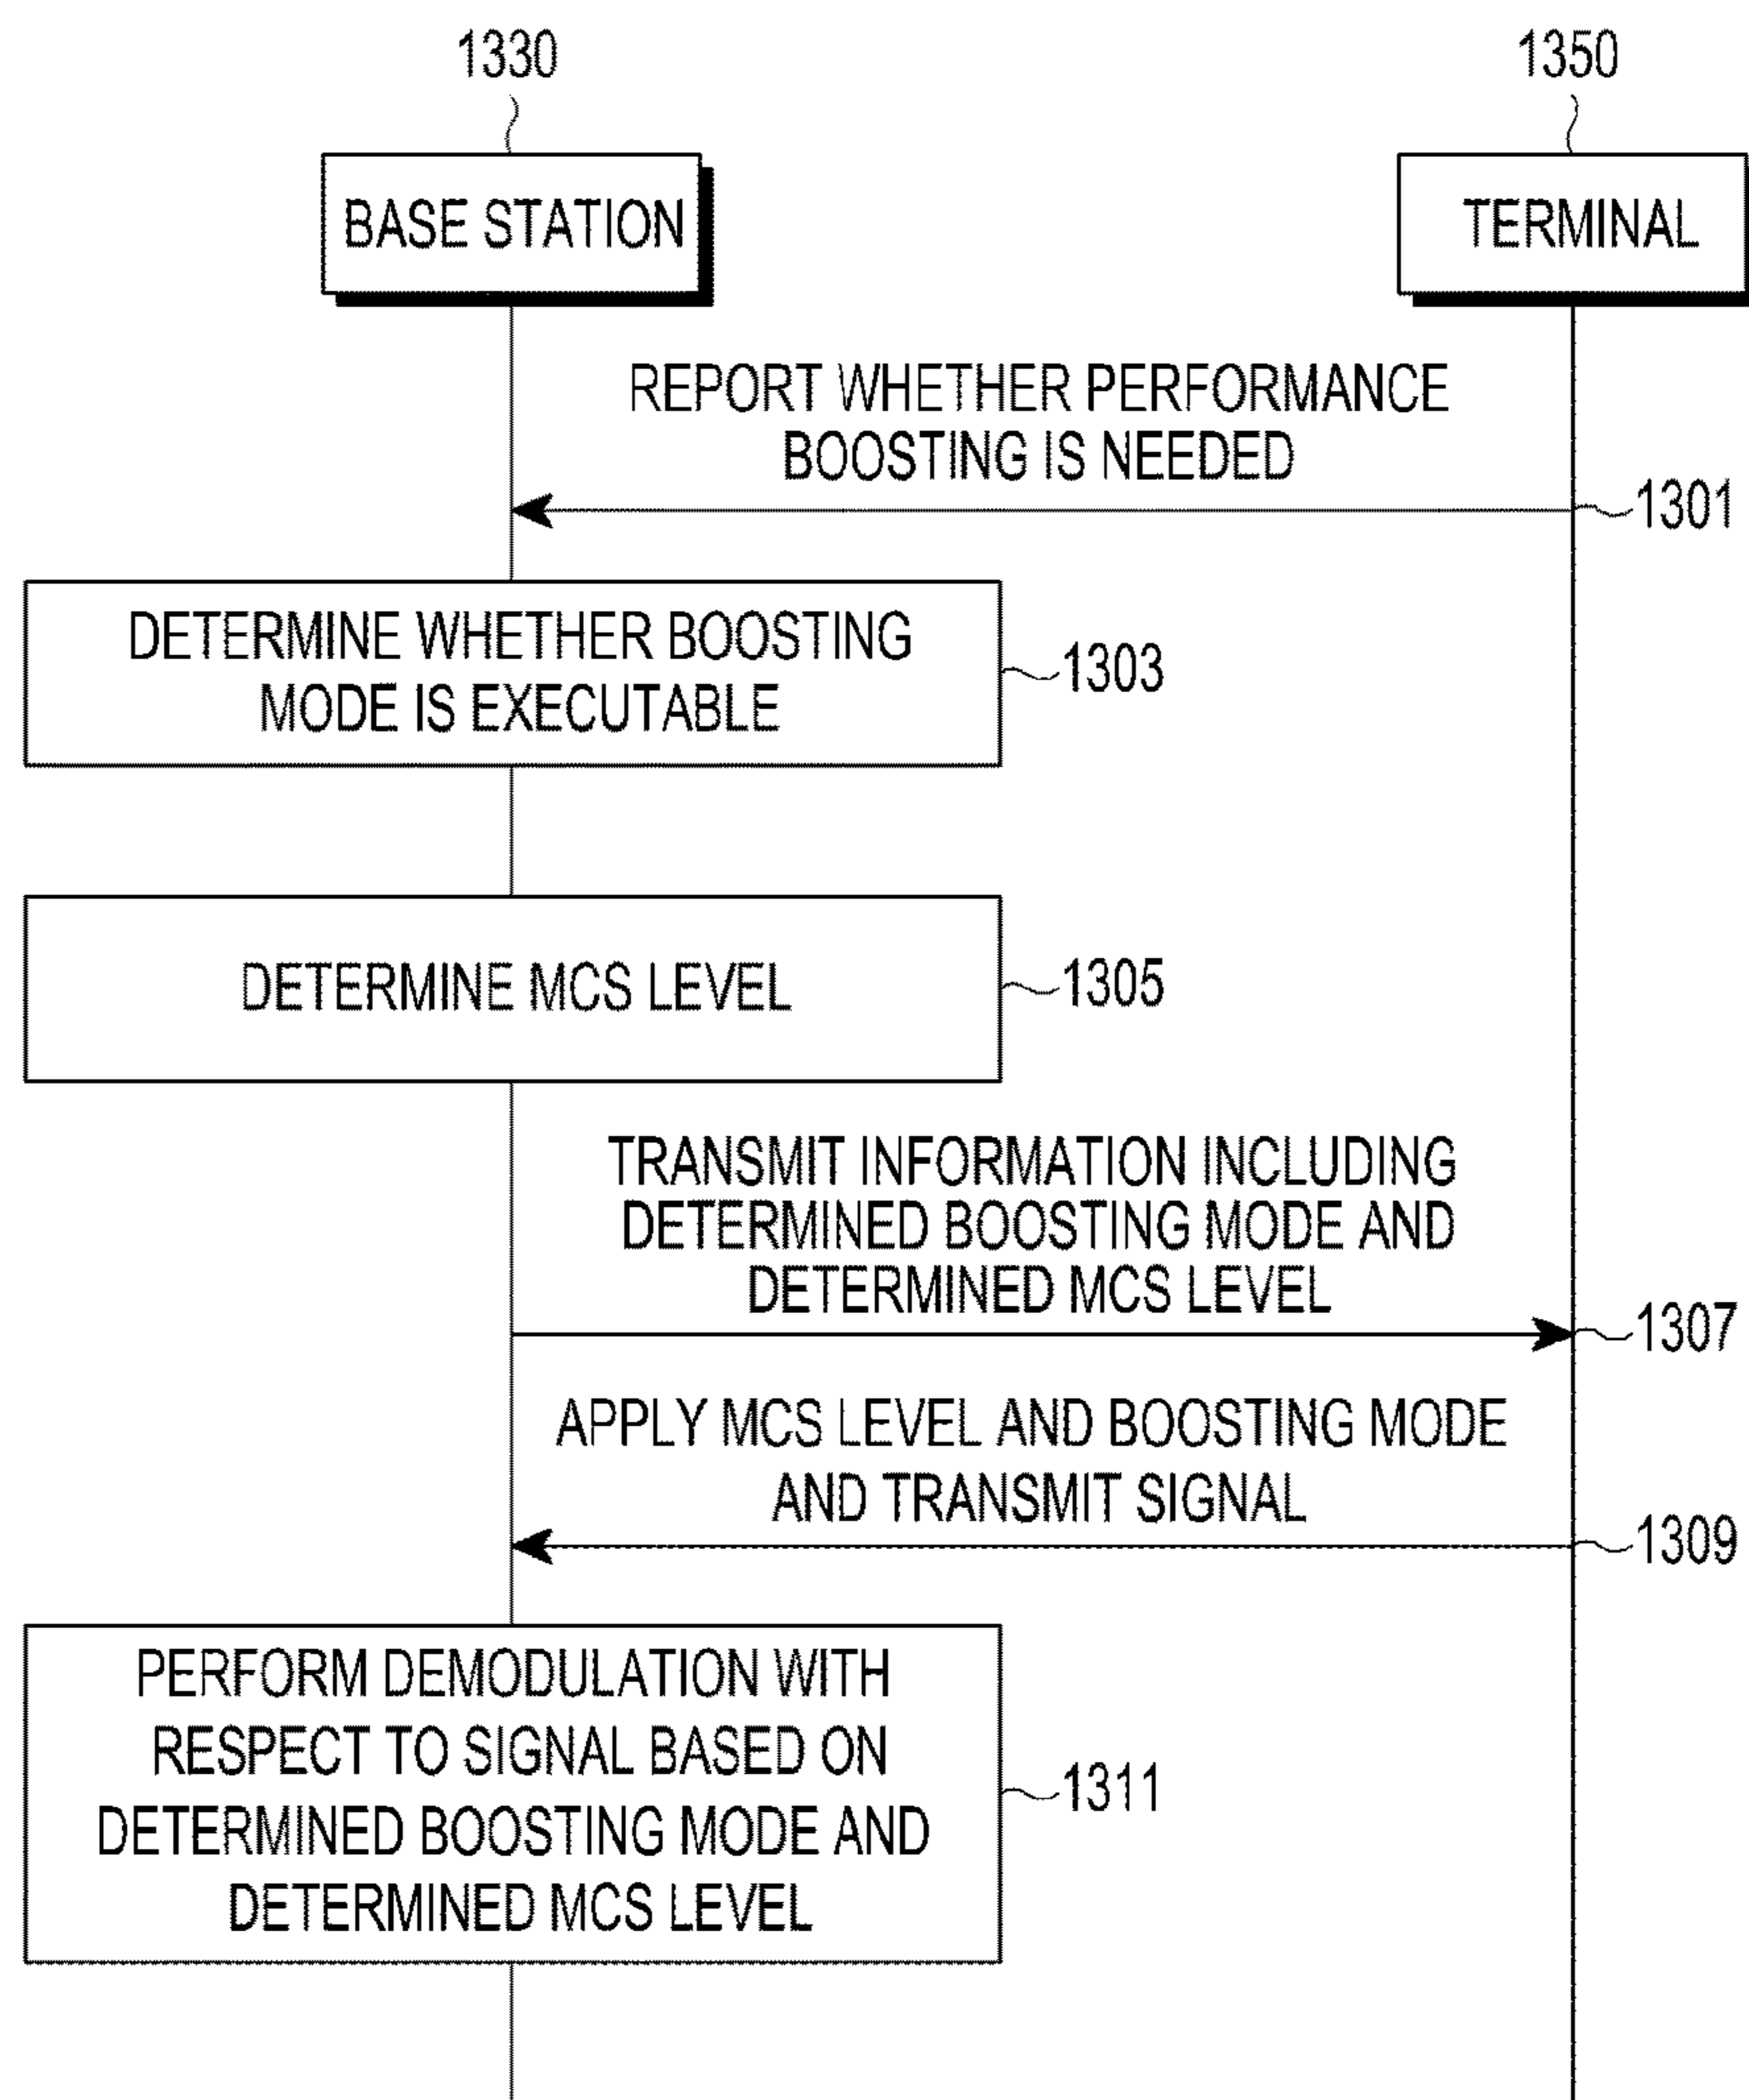 1330
1350
BASE STATION
TERMINAL
REPORT WHETHER PERFORMANCE
BOOSTING IS NEEDED
1301
DETERMINE WHETHER BOOSTING
MODE IS EXECUTABLE
1303
DETERMINE MCS LEVEL
1305
TRANSMIT INFORMATION INCLUDING
DETERMINED BOOSTING MODE AND
DETERMINED MCS LEVEL
1307
APPLY MCS LEVEL AND BOOSTING MODE
AND TRANSMIT SIGNAL
1309
PERFORM DEMODULATION WITH
RESPECT TO SIGNAL BASED ON
DETERMINED BOOSTING MODE AND
DETERMINED MCS LEVEL
1311